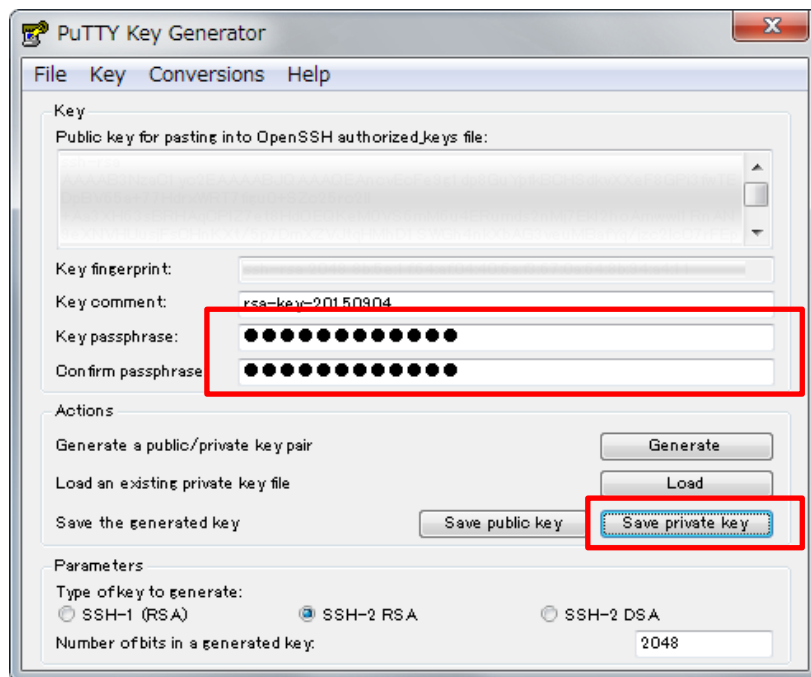 PuTTY Key Generator
File Key Conversions Help
Key
Public key for pasting into OpenSSH authorized_keys file:
Key fingerprint:
Key comment: rsa-key-20150904
Key passphrase: ●●●●●●●●●●●●
Confirm passphrase ●●●●●●●●●●●●
Actions
Generate a public/private key pair Generate
Load an existing private key file Load
Save the generated key Save public key Save private key
Parameters
Type of key to generate:
SSH-1 (RSA) SSH-2 RSA SSH-2 DSA
Number of bits in a generated key: 2048